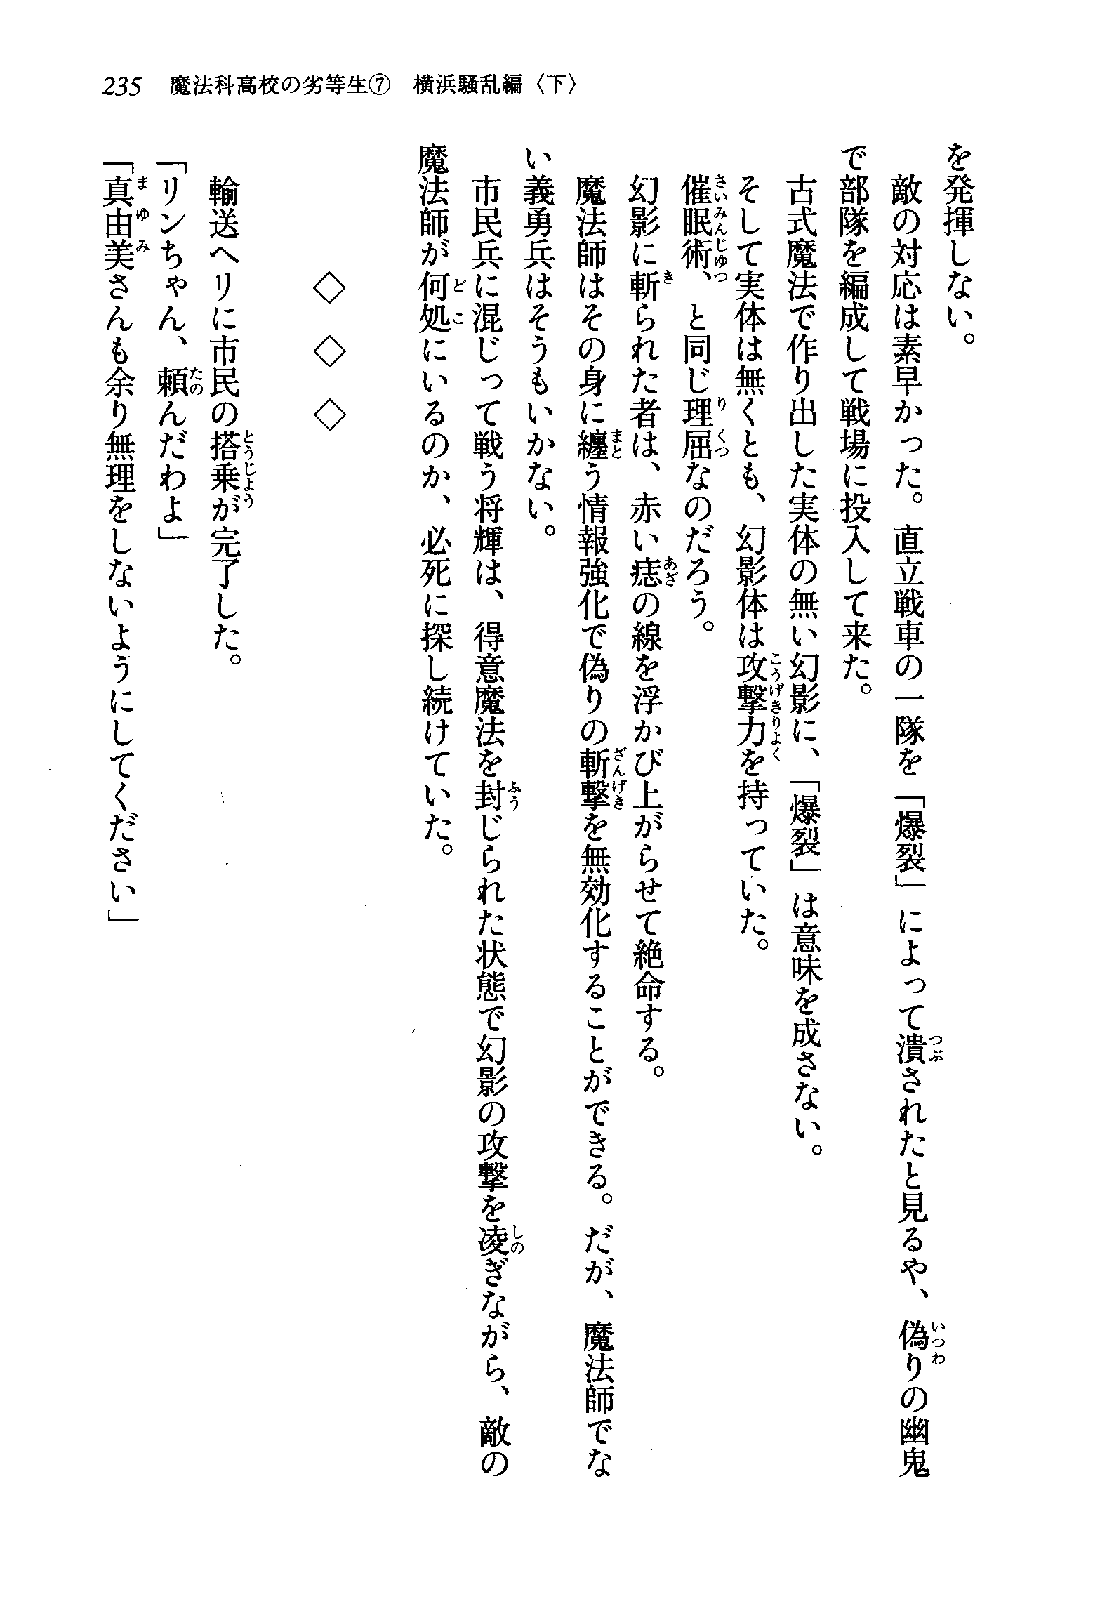 235 魔法科高校の劣等生⑦ 横浜騒乱編〈下〉
を発揮しない。
敵の対応は素早かった。直立戦車の一隊を「爆裂」によって潰されたと見るや、偽りの幽鬼
で部隊を編成して戦場に投入して来た。
古式魔法で作り出した実体の無い幻影に、「爆裂」は意味を成さない。
そして実体は無くとも、幻影体は攻撃力を持っていた。
催眠術、と同じ理屈なのだろう。
幻影に斬られた者は、赤い痣の線を浮かび上がらせて絶命する。
魔法師はその身に纏う情報強化で偽りの斬撃を無効化することができる。だが、魔法師でな
い義勇兵はそうもいかない。
市民兵に混じって戦う将輝は、得意魔法を封じられた状態で幻影の攻撃を凌ぎながら、敵の
魔法師が何処にいるのか、必死に探し続けていた。
◇ ◇ ◇
輸送ヘリに市民の搭乗が完了した。
「リンちゃん、頼んだわよ」
「真由美さんも余り無理をしないようにしてください」